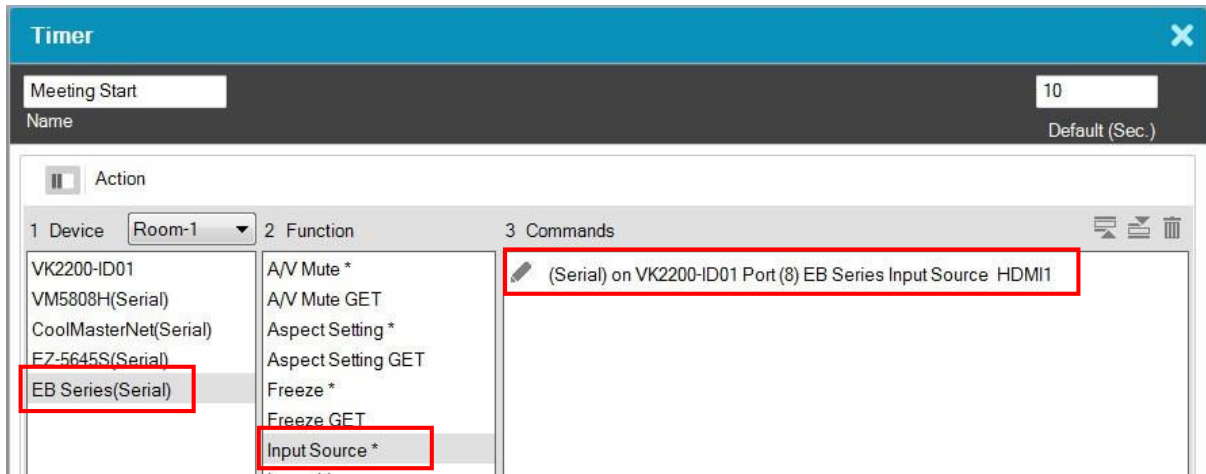 Timer
Meeting Start
10
Name
Default (Sec.)
Action
1 Device
Room-1
2 Function
3 Commands
VK2200-ID01
VM5808H(Serial)
CoolMasterNet(Serial)
EZ-5645S(Serial)
EB Series(Serial)
A/V Mute *
A/V Mute GET
Aspect Setting *
Aspect Setting GET
Freeze *
Freeze GET
Input Source *
(Serial) on VK2200-ID01 Port (8) EB Series Input Source HDMI1